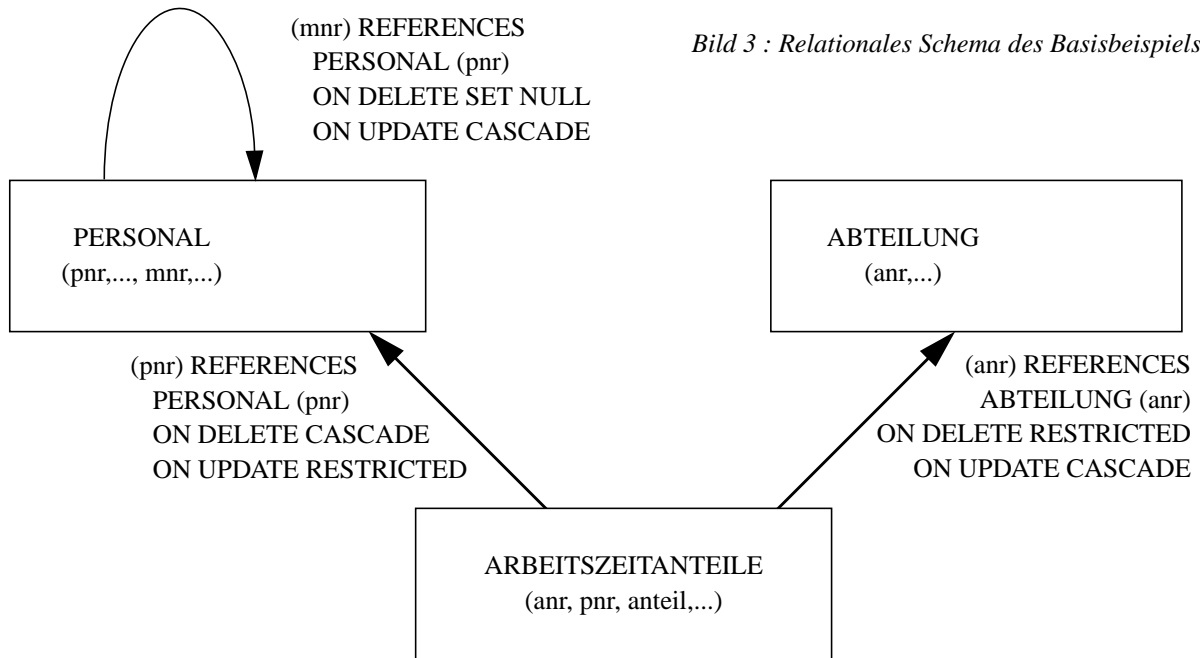 (mnr) REFERENCES
PERSONAL (pnr)
ON DELETE SET NULL
ON UPDATE CASCADE
Bild 3 : Relationales Schema des Basisbeispiels
PERSONAL
(pnr,..., mnr,...)
ABTEILUNG
(anr,...)
(pnr) REFERENCES
PERSONAL (pnr)
ON DELETE CASCADE
ON UPDATE RESTRICTED
(anr) REFERENCES
ABTEILUNG (anr)
ON DELETE RESTRICTED
ON UPDATE CASCADE
ARBEITSZEITANTEILE
(anr, pnr, anteil,...)